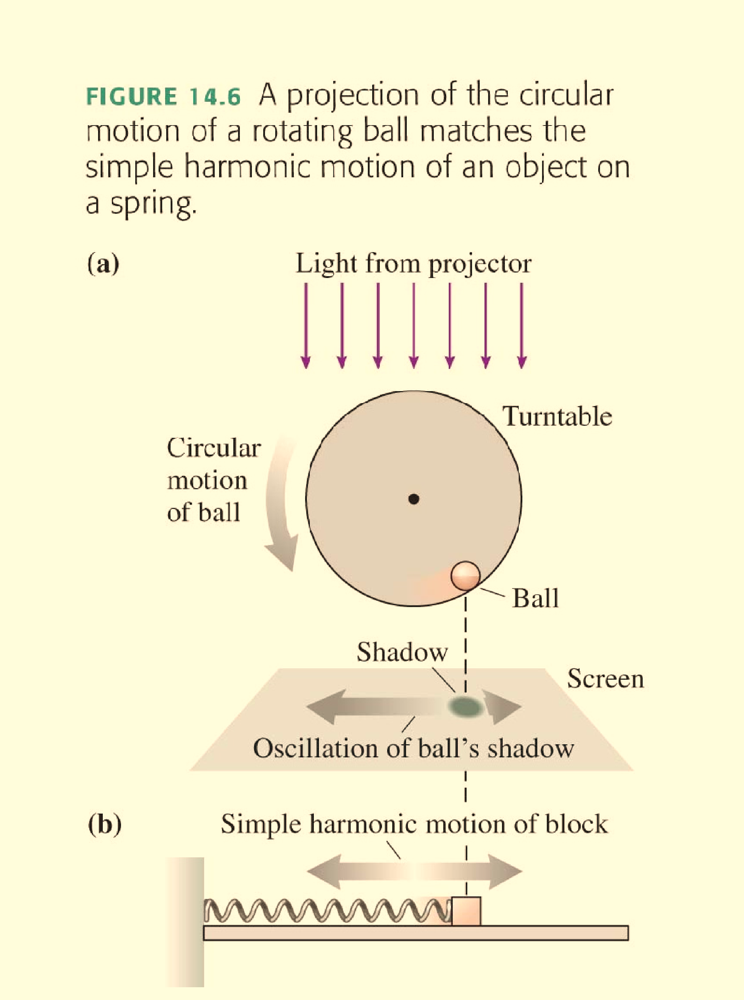 FIGURE 14.6 A projection of the circular
motion of a rotating ball matches the
simple harmonic motion of an object on
a spring.
(a)
Light from projector
Turntable
Circular
motion
of ball
Ball
Shadow
Screen
Oscillation of ball’s shadow
(b)
Simple harmonic motion of block